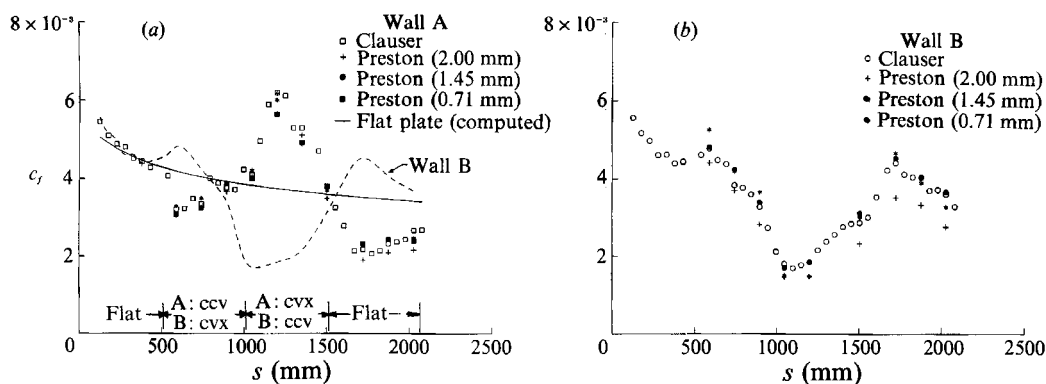 8 × 10⁻³
(a)
Wall A
Clauser
Preston (2.00 mm)
Preston (1.45 mm)
Preston (0.71 mm)
Flat plate (computed)
Wall B
6
c_f
4
2
Flat
A: ccv
B: cvx
A: cvx
B: ccv
Flat
0
500
1000
1500
2000
2500
s (mm)
8 × 10⁻³
(b)
Wall B
Clauser
Preston (2.00 mm)
Preston (1.45 mm)
Preston (0.71 mm)
6
4
2
0
500
1000
1500
2000
2500
s (mm)